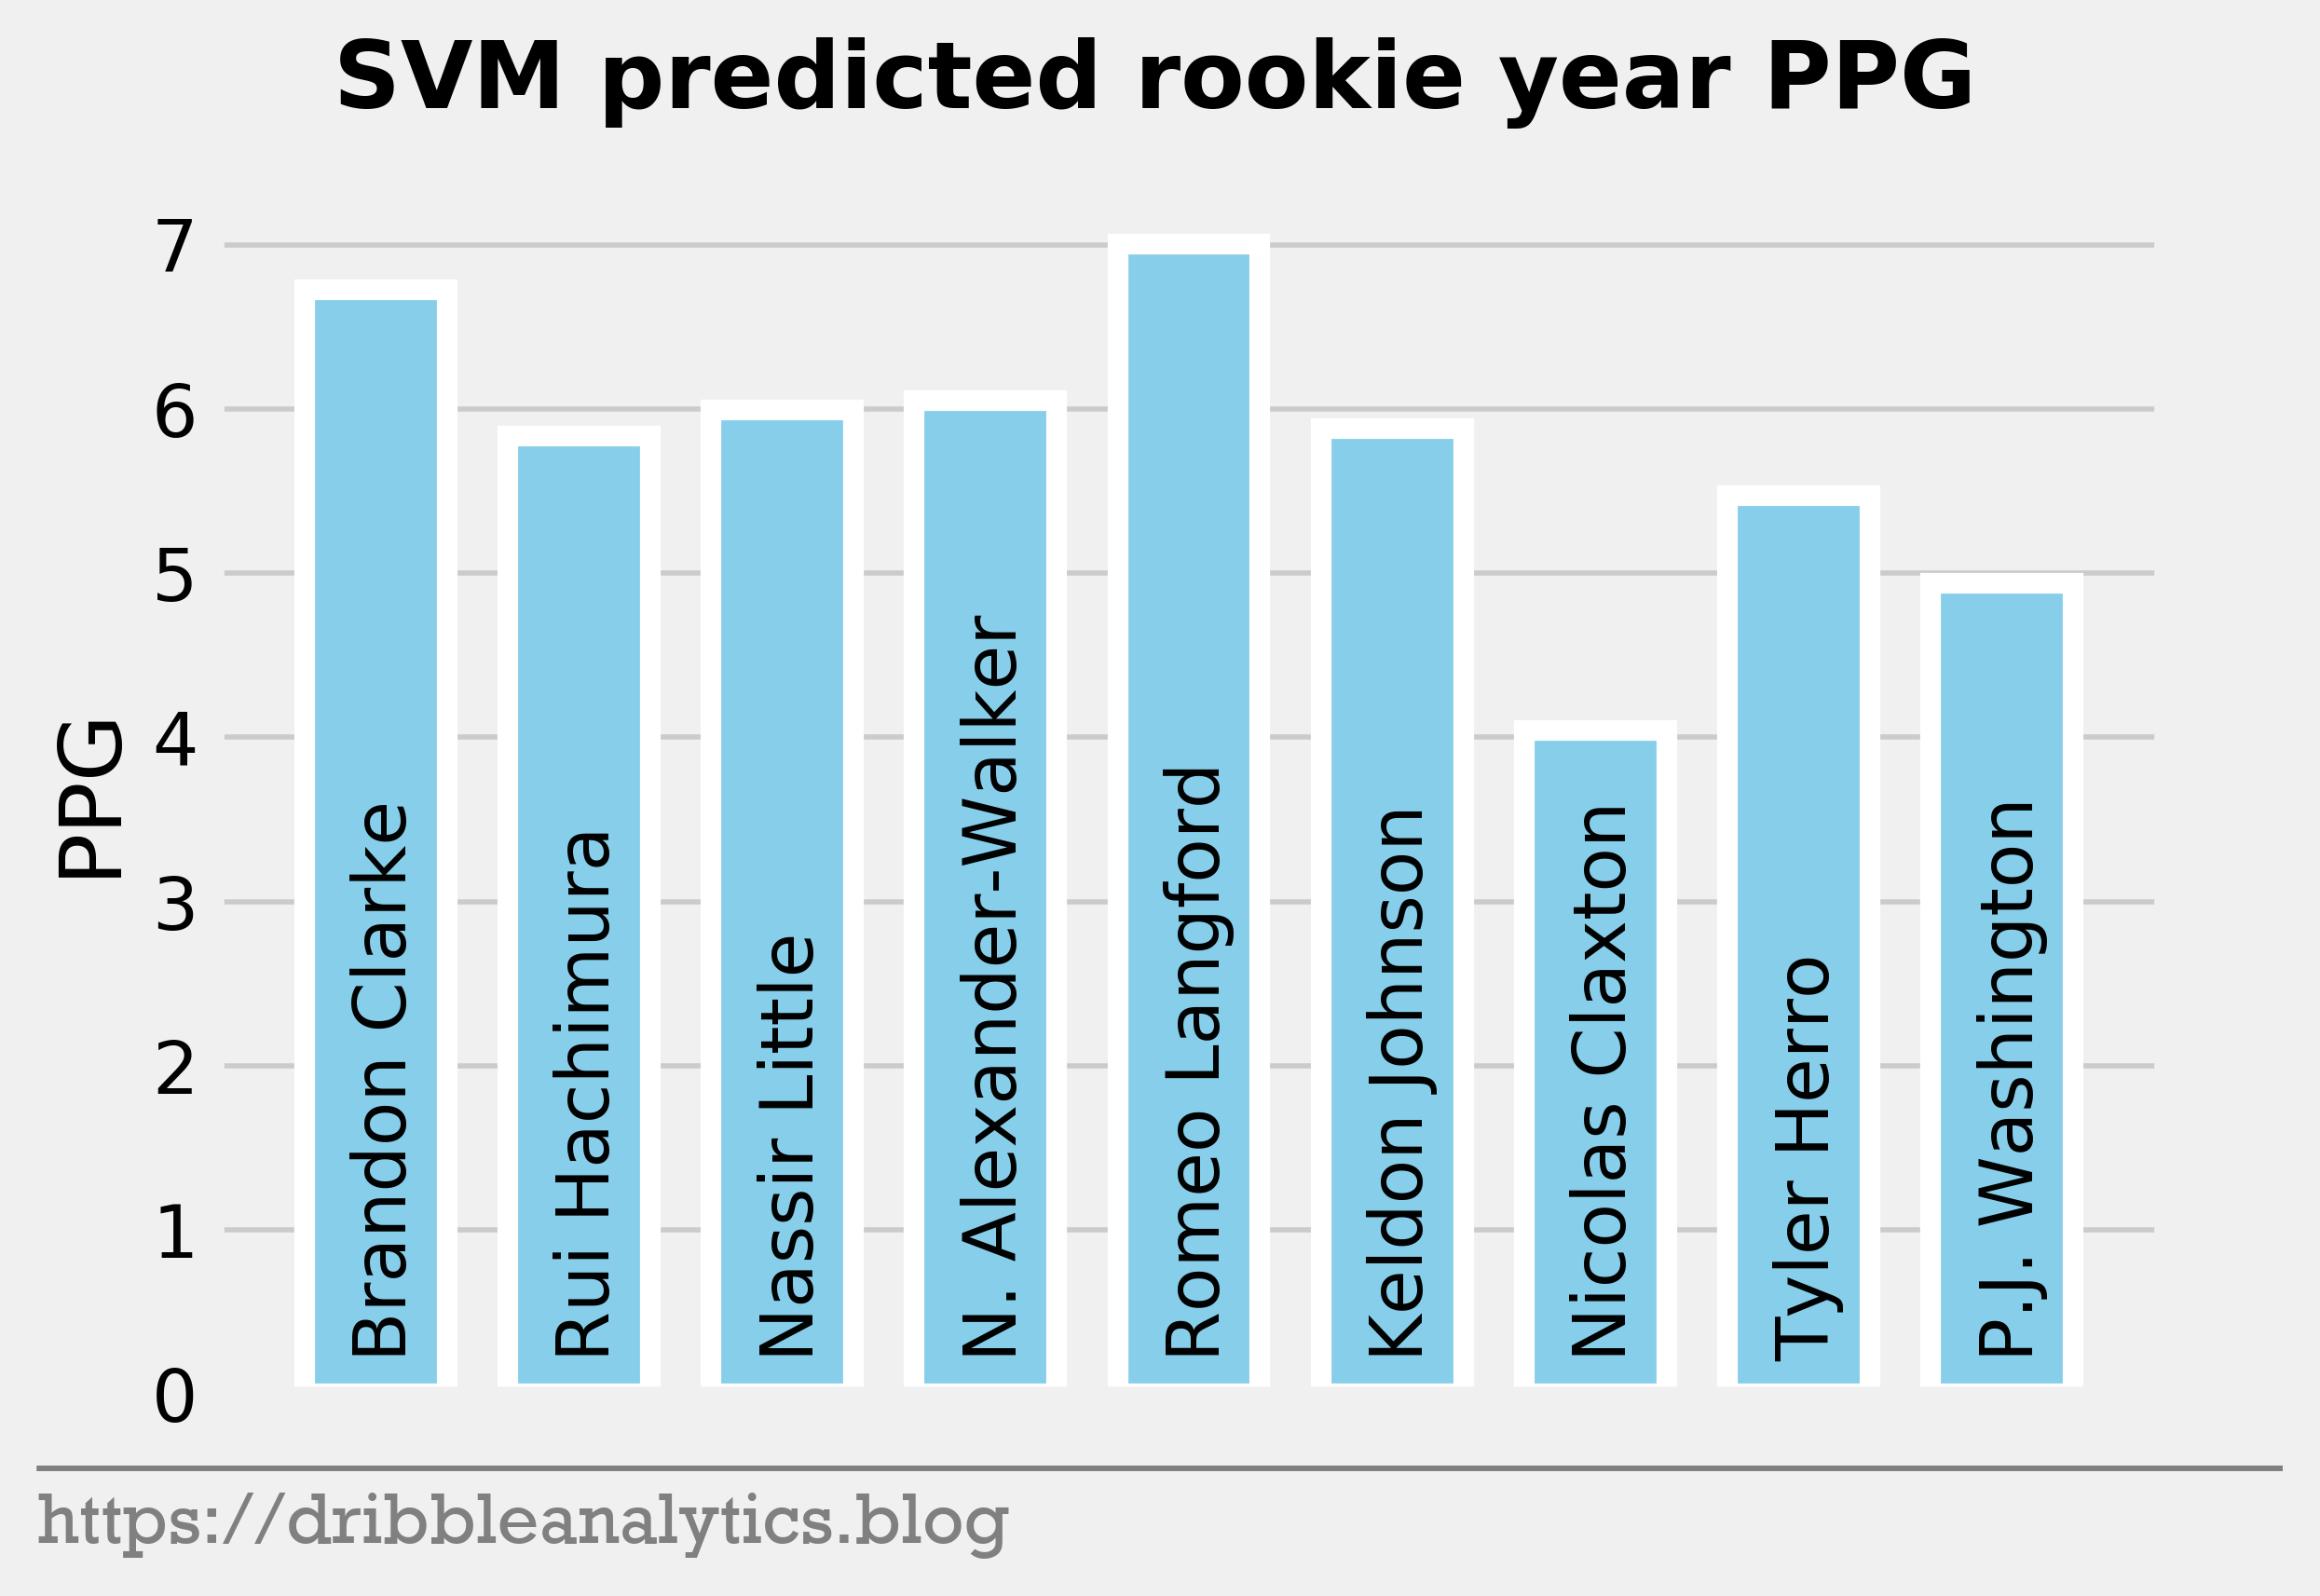 SVM predicted rookie year PPG
PPG
7
6
5
4
3
2
1
0
Brandon Clarke
Rui Hachimura
Nassir Little
N. Alexander-Walker
Romeo Langford
Keldon Johnson
Nicolas Claxton
Tyler Herro
P.J. Washington
https://dribbleanalytics.blog